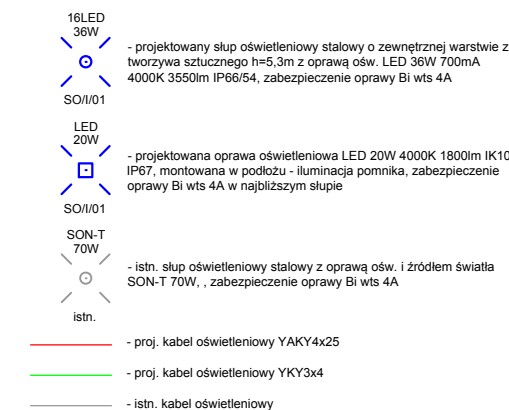 16LED
36W
SO/I/01
- projektowany słup oświetleniowy stalowy o zewnętrznej warstwie z
tworzywa sztucznego h=5,3m z oprawą ośw. LED 36W 700mA
4000K 3550lm IP66/54, zabezpieczenie oprawy Bi wts 4A
LED
20W
SO/I/01
- projektowana oprawa oświetleniowa LED 20W 4000K 1800lm IK10
IP67, montowana w podłożu - iluminacja pomnika, zabezpieczenie
oprawy Bi wts 4A w najbliższym słupie
SON-T
70W
istn.
- istn. słup oświetleniowy stalowy z oprawą ośw. i źródłem światła
SON-T 70W, , zabezpieczenie oprawy Bi wts 4A
- proj. kabel oświetleniowy YAKY4x25
- proj. kabel oświetleniowy YKY3x4
- istn. kabel oświetleniowy